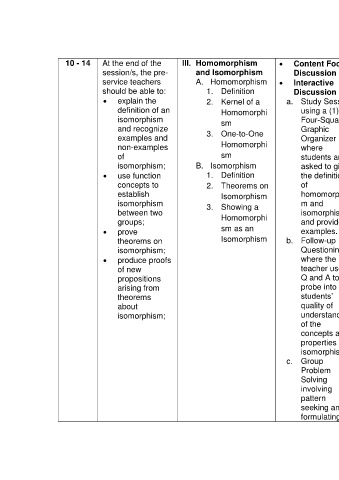 10 - 14
At the end of the
session/s, the pre-
service teachers
should be able to:
• explain the
definition of an
isomorphism
and recognize
examples and
non-examples
of
isomorphism;
• use function
concepts to
establish
isomorphism
between two
groups;
• prove
theorems on
isomorphism;
• produce proofs
of new
propositions
arising from
theorems
about
isomorphism;
III. Homomorphism
and Isomorphism
A. Homomorphism
1. Definition
2. Kernel of a
Homomorphi
sm
3. One-to-One
Homomorphi
sm
B. Isomorphism
1. Definition
2. Theorems on
Isomorphism
3. Showing a
Homomorphi
sm as an
Isomorphism
• Content Foc
Discussion
• Interactive
Discussion
a. Study Sess
using a (1)
Four-Squa
Graphic
Organizer
where
students a
asked to gi
the definiti
of
homomorp
m and
isomorphis
and provid
examples.
b. Follow-up
Questionin
where the
teacher us
Q and A to
probe into
students'
quality of
understan
of the
concepts a
properties
isomorphis
c. Group
Problem
Solving
involving
pattern
seeking an
formulating